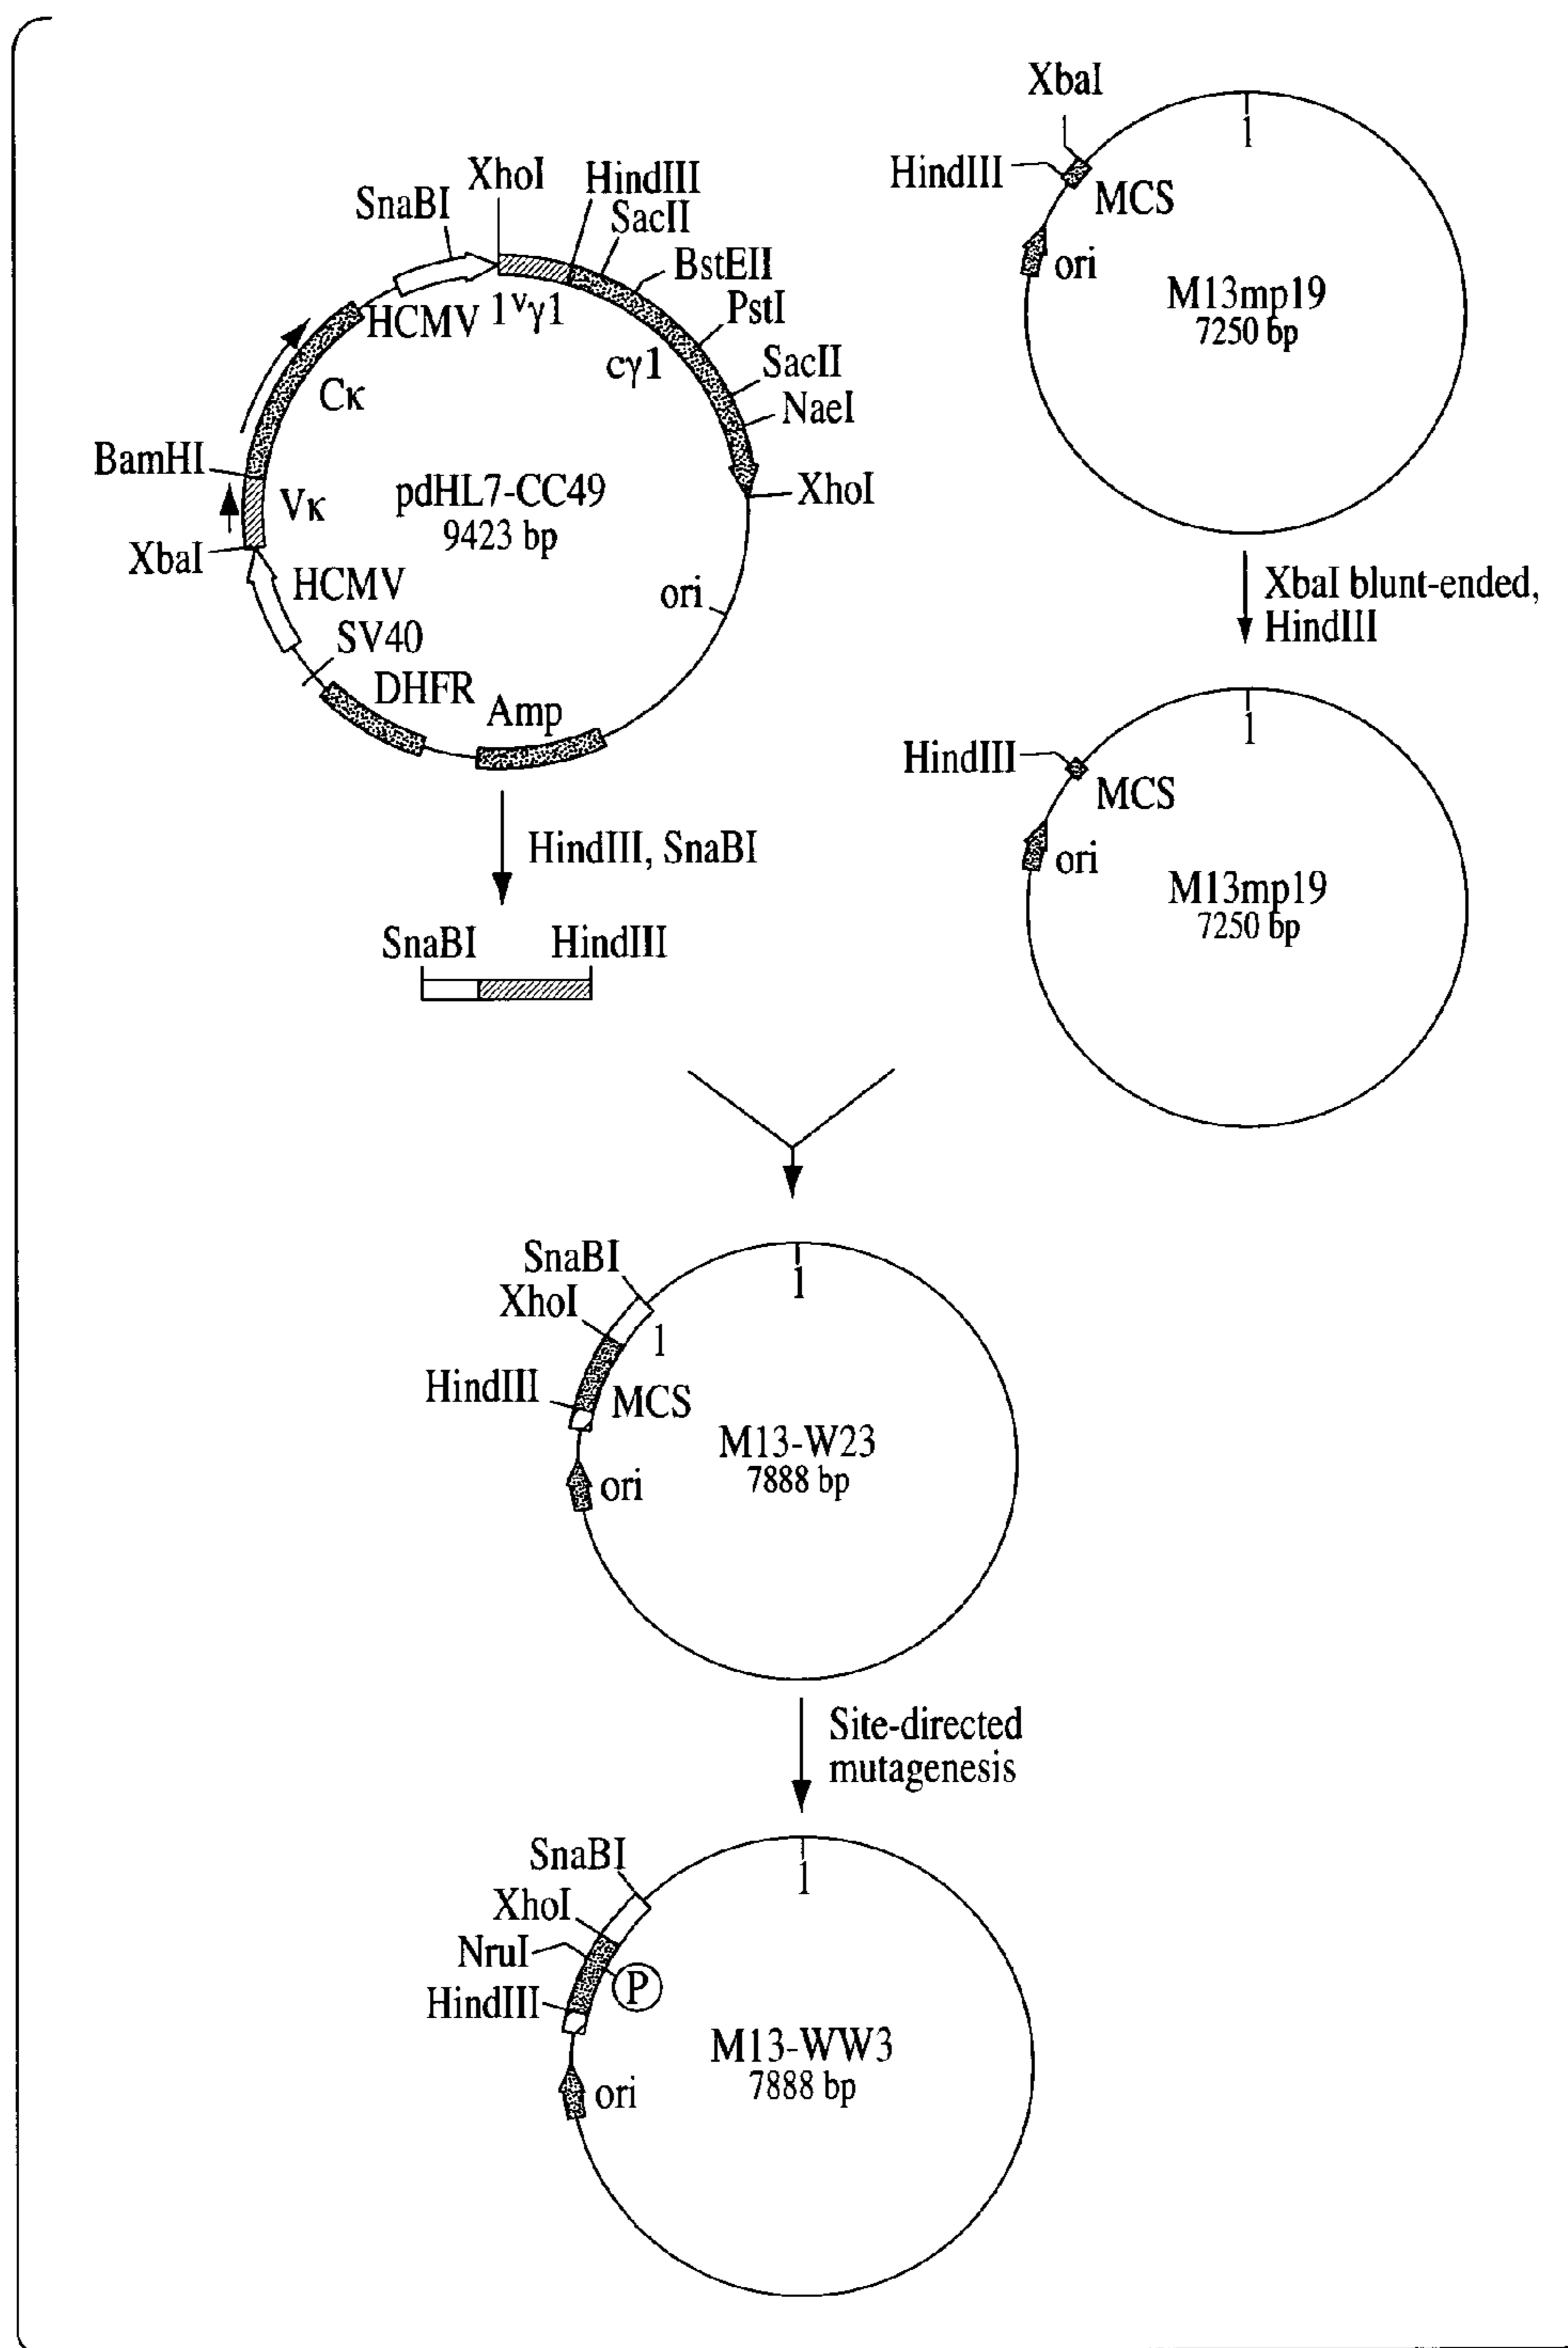 XhoI
HindIII
SnaBI
SacII
BstEII
PstI
HCMV
1
Vγ1
cγ1
SacII
Cκ
NaeI
BamHI
Vκ
pdHL7-CC49
9423 bp
XhoI
XbaI
HCMV
ori
SV40
DHFR
Amp
HindIII, SnaBI
SnaBI
HindIII
XbaI
1
HindIII
MCS
ori
M13mp19
7250 bp
XbaI blunt-ended,
HindIII
1
HindIII
MCS
ori
M13mp19
7250 bp
SnaBI
1
XhoI
1
HindIII
MCS
M13-W23
7888 bp
ori
Site-directed
mutagenesis
SnaBI
1
XhoI
NruI
P
HindIII
M13-WW3
7888 bp
ori